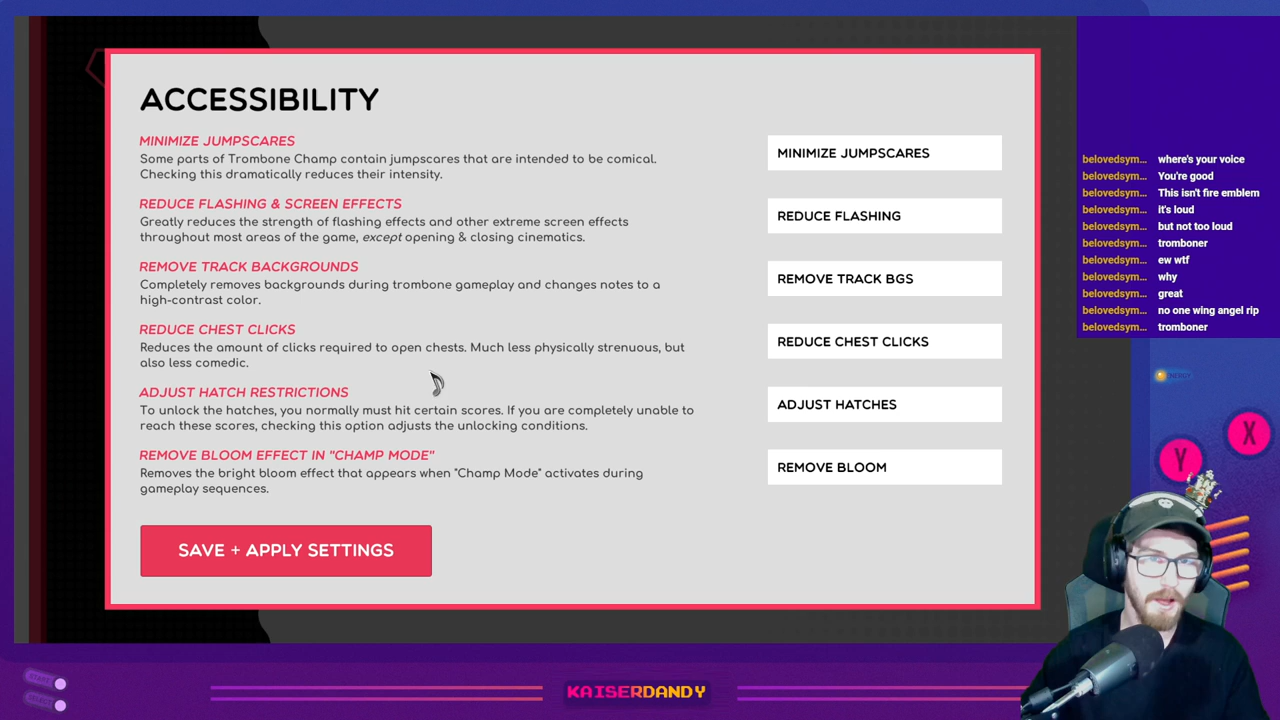 ACCESSIBILITY
MINIMIZE JUMPSCARES
Some parts of Trombone Champ contain jumpscares that are intended to be comical.
Checking this dramatically reduces their intensity.
MINIMIZE JUMPSCARES
REDUCE FLASHING & SCREEN EFFECTS
Greatly reduces the strength of flashing effects and other extreme screen effects
throughout most areas of the game, except opening & closing cinematics.
REDUCE FLASHING
REMOVE TRACK BACKGROUNDS
Completely removes backgrounds during trombone gameplay and changes notes to a
high-contrast color.
REMOVE TRACK BGS
REDUCE CHEST CLICKS
Reduces the amount of clicks required to open chests. Much less physically strenuous, but
also less comedic.
REDUCE CHEST CLICKS
ADJUST HATCH RESTRICTIONS
To unlock the hatches, you normally must hit certain scores. If you are completely unable to
reach these scores, checking this option adjusts the unlocking conditions.
ADJUST HATCHES
REMOVE BLOOM EFFECT IN "CHAMP MODE"
Removes the bright bloom effect that appears when "Champ Mode" activates during
gameplay sequences.
REMOVE BLOOM
SAVE + APPLY SETTINGS
belovedsym... where's your voice
belovedsym... You're good
belovedsym... This isn't fire emblem
belovedsym... it's loud
belovedsym... but not too loud
belovedsym... tromboner
belovedsym... ew wtf
belovedsym... why
belovedsym... great
belovedsym... no one wing angel rip
belovedsym... tromboner
X
Y
START
KAISERDANDY